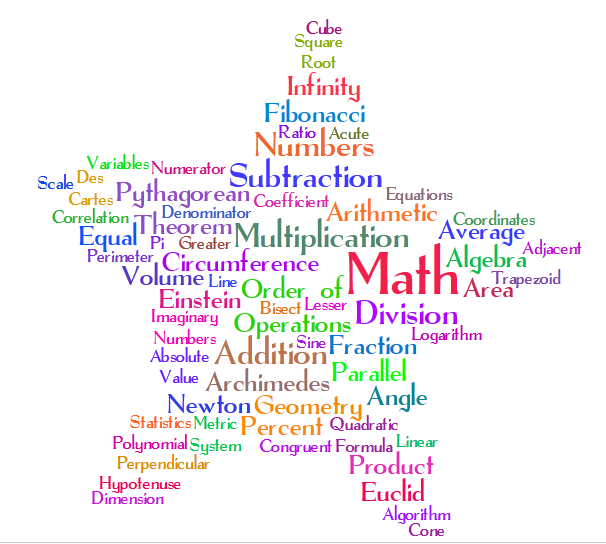 Cube
Square
Root
Infinity
Fibonacci
Ratio Acute
Numbers
Variables Numerator Subtraction
Scale Des
Cartes Pythagorean Coefficient Equations
Correlation Theorem Denominator Arithmetic Coordinates
Equal Pi Greater Multiplication Average
Perimeter Circumference Math Algebra Adjacent
Volume Line Order of Area Trapezoid
Einstein Bisect Lesser Division
Imaginary Operations Logarithm
Numbers Addition Sine Fraction
Absolute
Value Archimedes Parallel
Newton Geometry Angle
Statistics Metric Percent Quadratic
Polynomial System Congruent Formula Linear
Perpendicular Product
Hypotenuse Euclid
Dimension
Algorithm
Cone